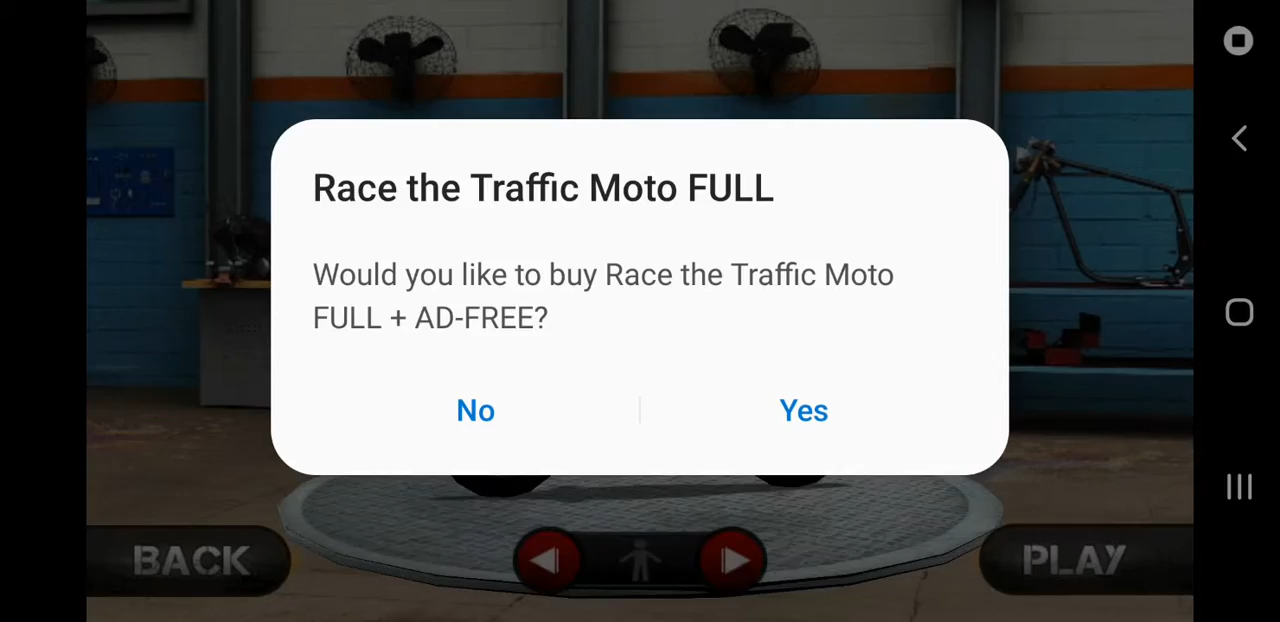 Race the Traffic Moto FULL
Would you like to buy Race the Traffic Moto
FULL + AD-FREE?
No
Yes
BACK
PLAY